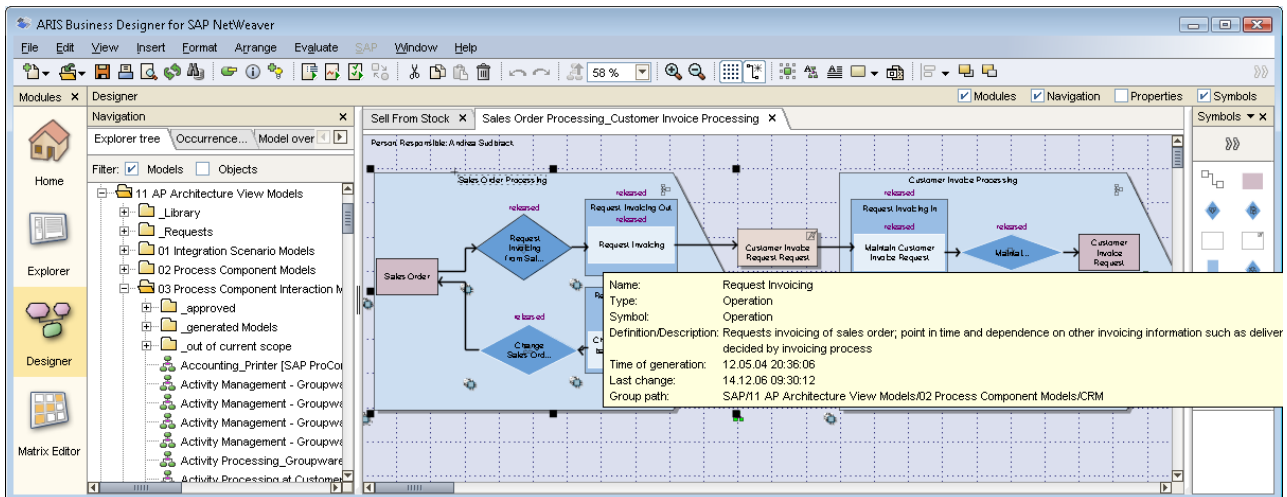 ARIS Business Designer for SAP NetWeaver
File Edit View Insert Format Arrange Evaluate SAP Window Help
58 %
Modules Designer Modules Navigation Properties Symbols
Navigation
Explorer tree Occurrence... Model over
Filter: Models Objects
Home
Explorer
Designer
Matrix Editor
11 AP Architecture View Models
_Library
_Requests
01 Integration Scenario Models
02 Process Component Models
03 Process Component Interaction M
_approved
_generated Models
_out of current scope
Accounting_Printer [SAP ProCo
Activity Management - Groupwa
Activity Management - Groupwa
Activity Management - Groupwa
Activity Management - Groupwa
Activity Processing_Groupware
Activity Processing at Customer
Sell From Stock Sales Order Processing_Customer Invoice Processing
Symbols
Person Responsible: Andrea Sudbrack
Sales Order Processing
released
released
Request Invoicing Out
released
Request
Invoicing
from Sal...
Request Invoicing
Sales Order
released
Change
Sales Ord...
Customer Invoice
Request Request
Customer Invoice Processing
released
Request Invoicing In
released
released
Maintain Customer
Invoice Request
Maintai...
Customer
Invoice
Request
Name: Request Invoicing
Type: Operation
Symbol: Operation
Definition/Description: Requests invoicing of sales order; point in time and dependence on other invoicing information such as deliver
decided by invoicing process
Time of generation: 12.05.04 20:36:06
Last change: 14.12.06 09:30:12
Group path: SAP/11 AP Architecture View Models/02 Process Component Models/CRM